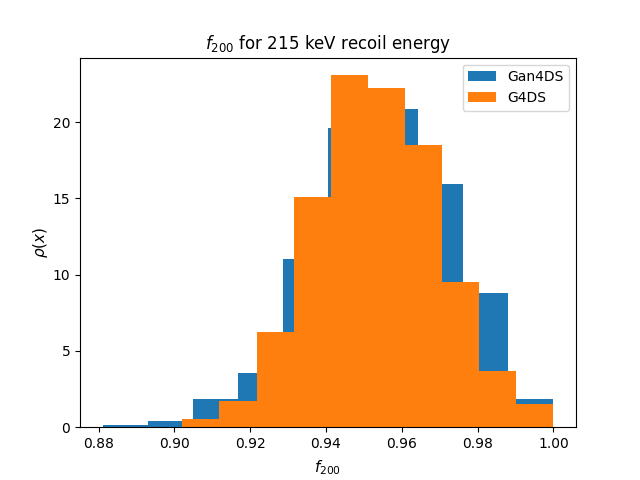 f₂₀₀ for 215 keV recoil energy
Gan4DS
G4DS
ρ(x)
20
15
10
5
0
0.88 0.90 0.92 0.94 0.96 0.98 1.00
f₂₀₀